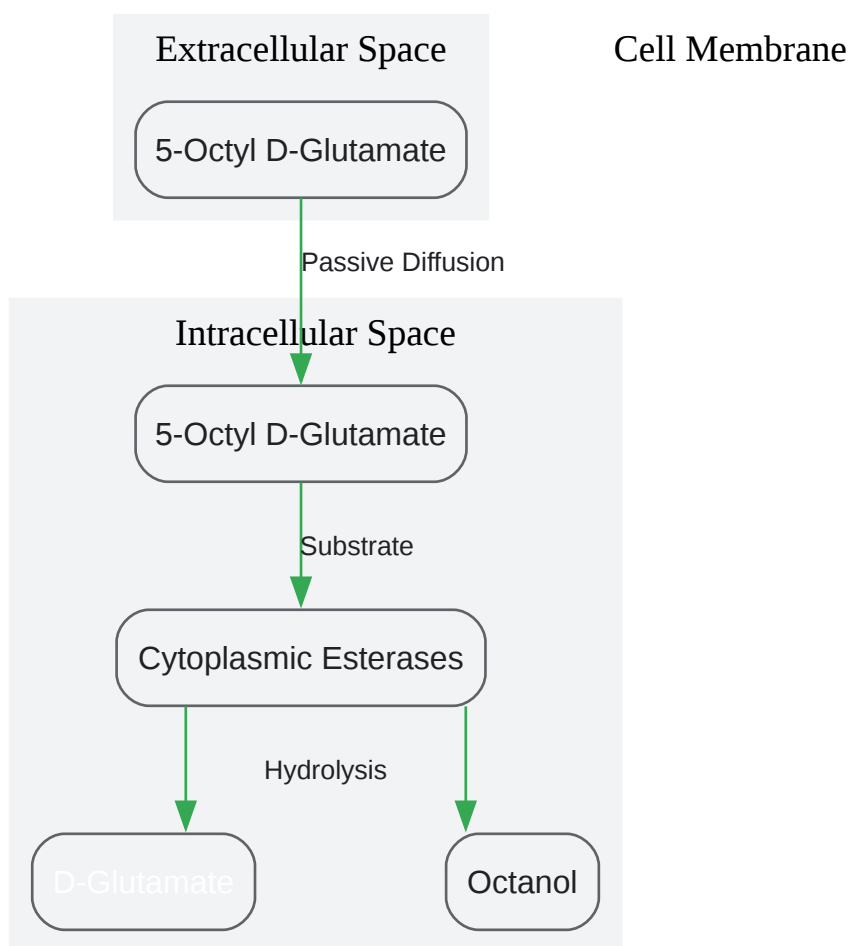 Extracellular Space
Cell Membrane
5-Octyl D-Glutamate
Passive Diffusion
Intracellular Space
5-Octyl D-Glutamate
Substrate
Cytoplasmic Esterases
Hydrolysis
D-Glutamate
Octanol